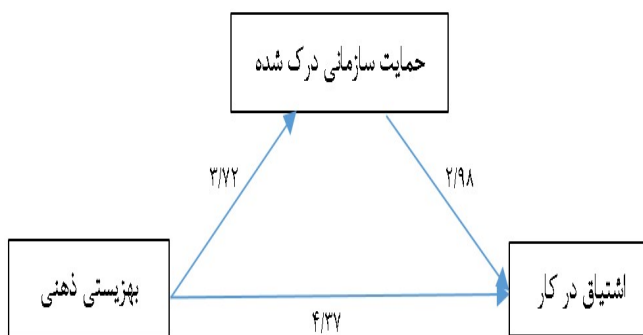 حمایت سازمانی درک شده
۳/۷۲
۲/۹۸
بهزیستی ذهنی
اشتیاق در کار
۴/۳۷